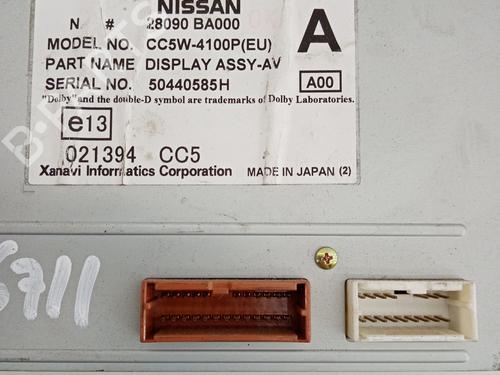 NISSAN
N # 28090 BA000
MODEL NO. CC5W-4100P(EU)
A
PART NAME DISPLAY ASSY-AV
SERIAL NO. 50440585H
A00
"Dolby" and the double-D symbol are trademarks of Dolby Laboratories.
e13
021394 CC5
Xanavi Informatics Corporation MADE IN JAPAN (2)
6711